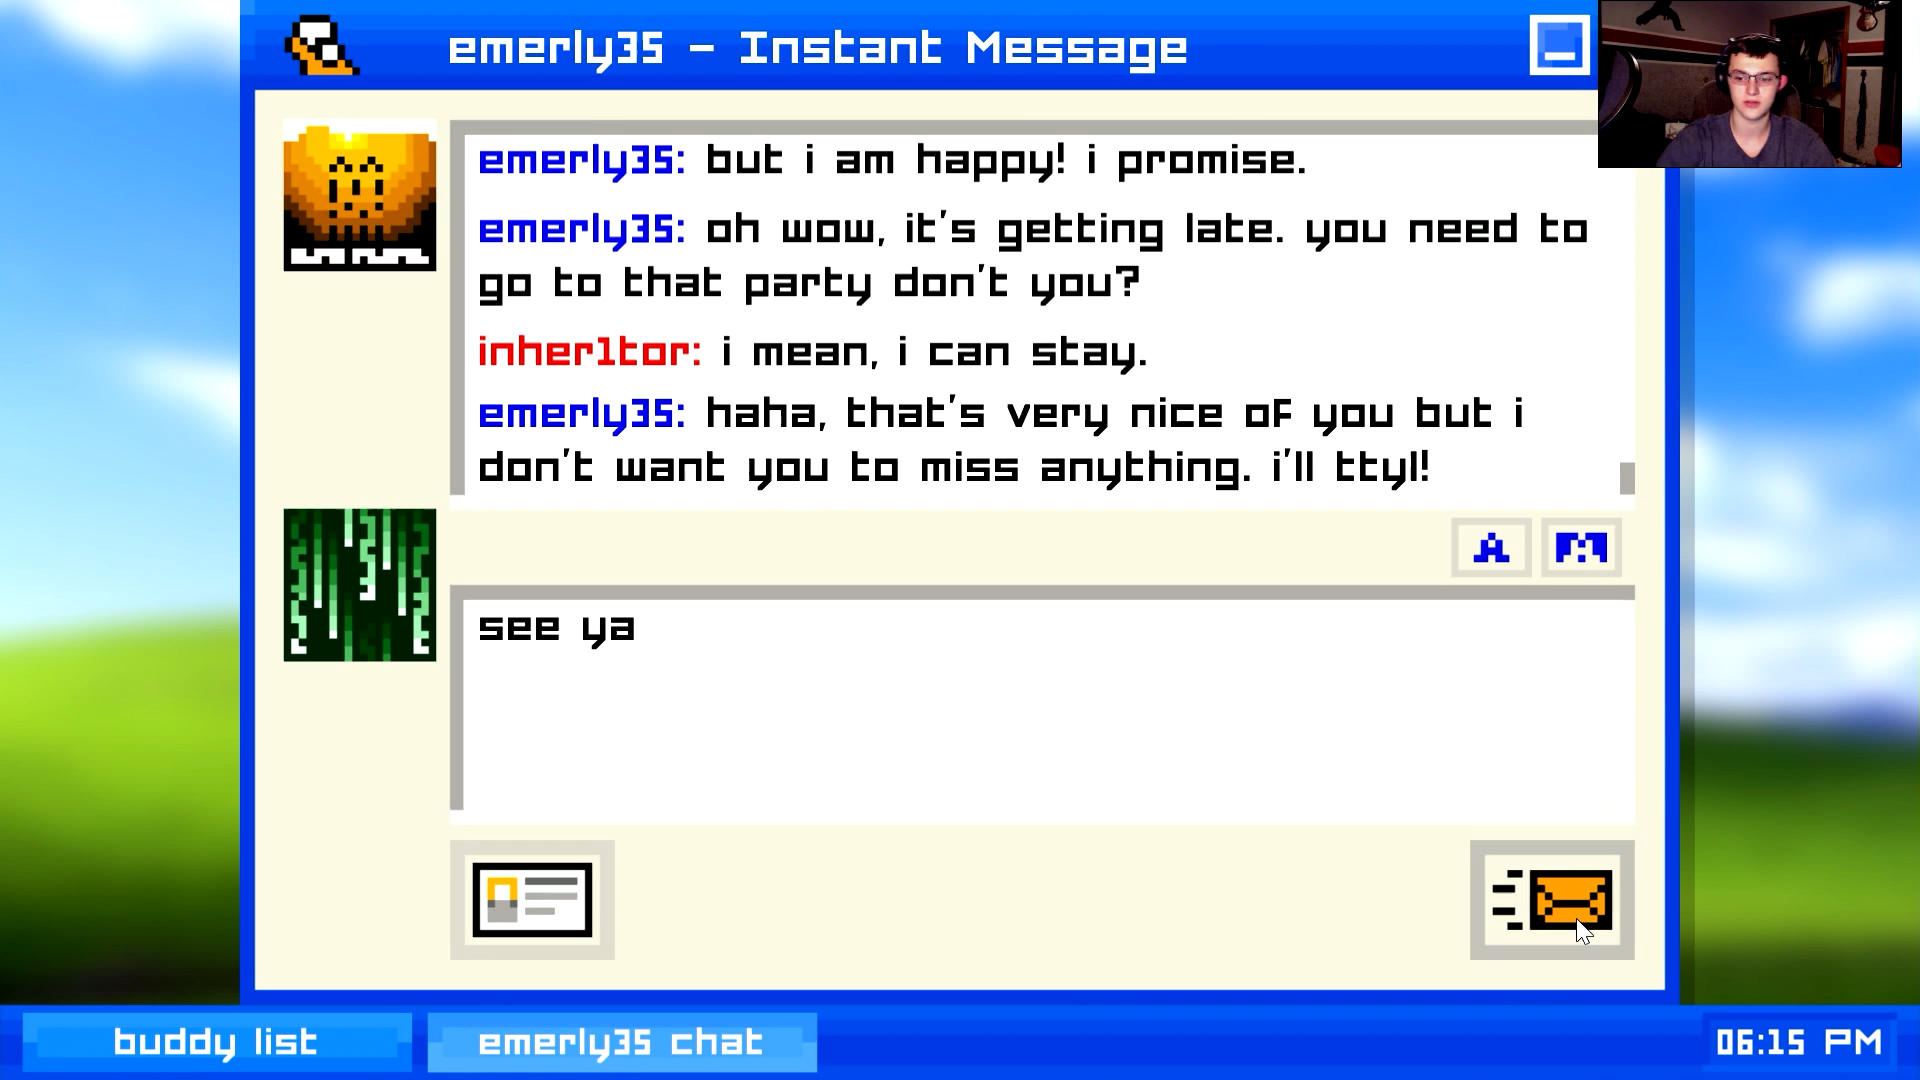 emerly35 - Instant Message
emerly35: but i am happy! i promise.
emerly35: oh wow, it's getting late. you need to
go to that party don't you?
inher1tor: i mean, i can stay.
emerly35: haha, that's very nice of you but i
don't want you to miss anything. i'll ttyl!
A
see ya
buddy list
emerly35 chat
06:15 PM